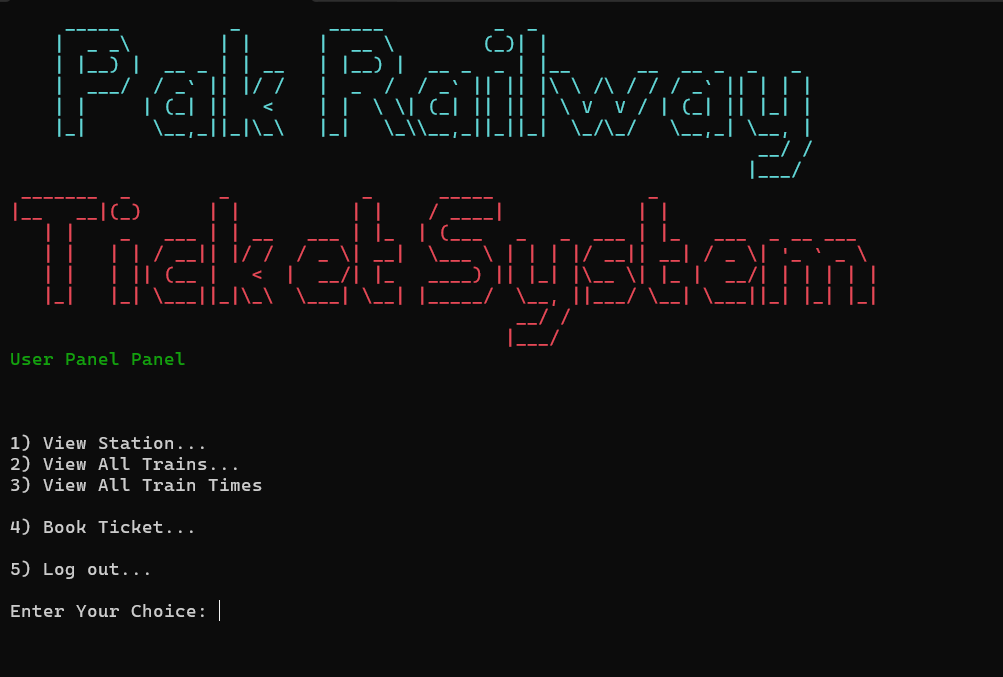 Pak Railway
Ticket System
User Panel Panel
1) View Station...
2) View All Trains...
3) View All Train Times
4) Book Ticket...
5) Log out...
Enter Your Choice: